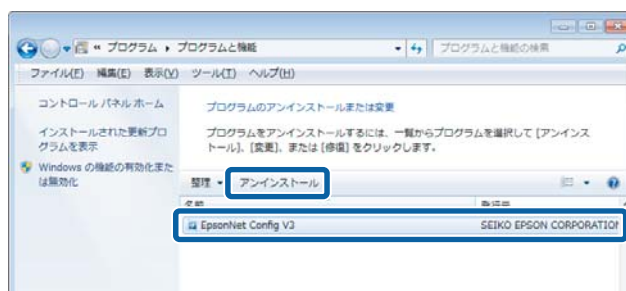 « プログラム ▸ プログラムと機能
プログラムと機能の検索
ファイル(F) 編集(E) 表示(V) ツール(T) ヘルプ(H)
コントロール パネル ホーム
インストールされた更新プロ
グラムを表示
Windows の機能の有効化また
は無効化
プログラムのアンインストールまたは変更
プログラムをアンインストールするには、一覧からプログラムを選択して [アンインス
トール]、[変更]、または [修復] をクリックします。
整理 アンインストール
名前 発行元
EpsonNet Config V3 SEIKO EPSON CORPORATION